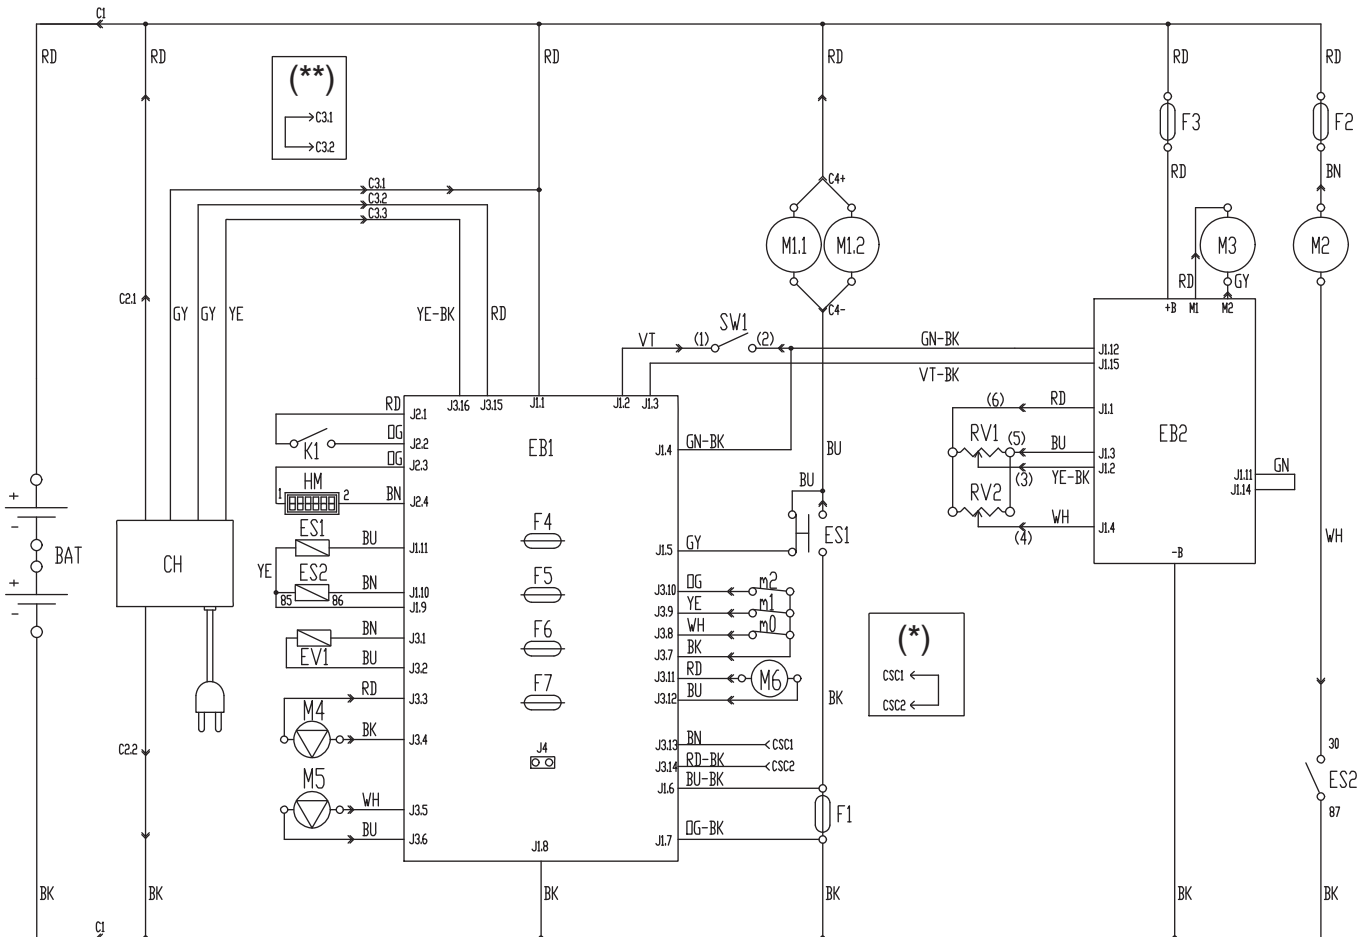 C1
RD RD RD RD RD RD
(**)
C3.1
C3.2
F3 F2
RD BN
C3.1
C3.2
C3.3
C4+
M1.1 M1.2 M3 M2
RD GY
C2.1 GY GY YE YE-BK RD
C4-
+B M1 M2
SW1
VT (1) (2) GN-BK J1.12
VT-BK J1.15
J3.16 J3.15 J1.1 J1.2 J1.3
RD J2.1
OG J2.2
K1
OG J2.3
HM
1 2 BN J2.4
ES1
BU J1.11
YE
ES2
BN J1.10
85 86 J1.9
BN J3.1
EV1
BU J3.2
RD J3.3
M4
BK J3.4
M5
WH J3.5
BU J3.6
EB1
F4
F5
F6
F7
J4
J1.8
J1.4 GN-BK
BU
BU
J1.5 GY
ES1
J3.10 OG m2
J3.9 YE m1
J3.8 WH m0
J3.7 BK
J3.11 RD M6
J3.12 BU
BK
J3.13 BN CSC1
J3.14 RD-BK CSC2
J1.6 BU-BK
F1
J1.7 OG-BK
(*)
CSC1
CSC2
(6) RD J1.1
EB2
RV1 (5) BU J1.3
(3) YE-BK J1.2
RV2
WH J1.4
(4)
J1.11 GN
J1.14
-B
WH
+
-
BAT
+
-
CH
C2.2
30
ES2
87
BK BK BK BK BK BK
C1